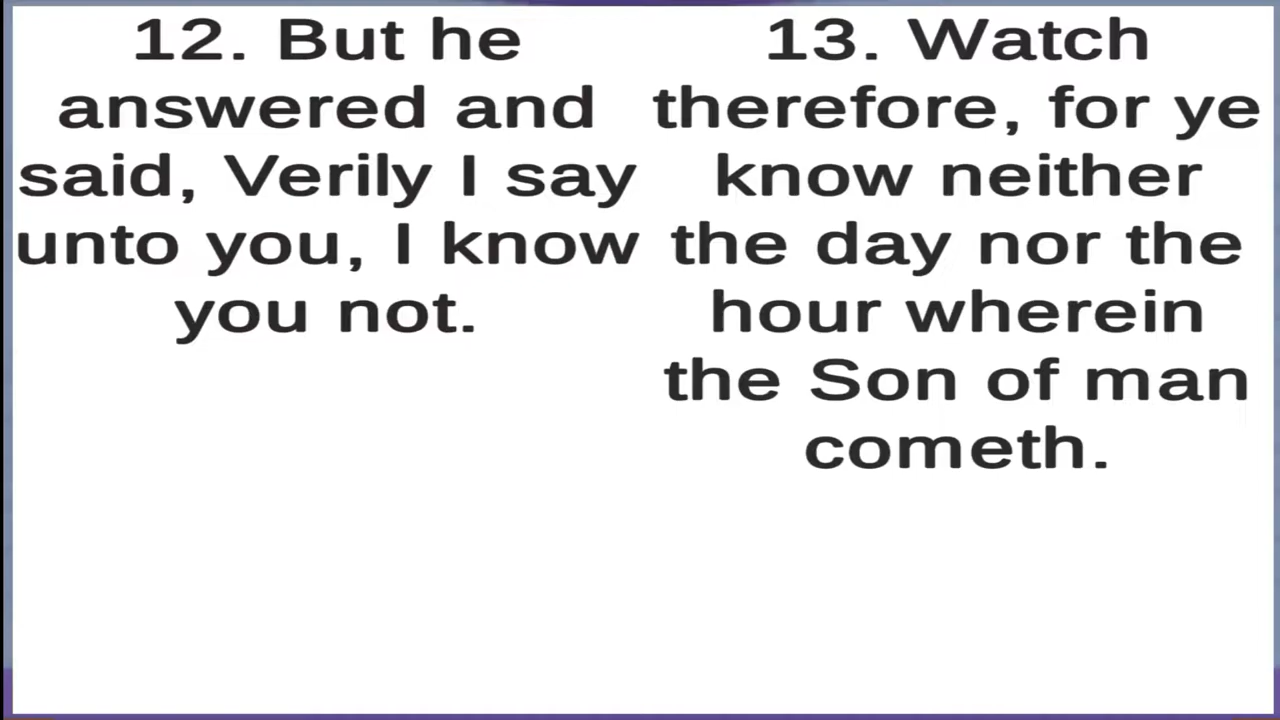 12. But he
answered and
said, Verily I say
unto you, I know
you not.
13. Watch
therefore, for ye
know neither
the day nor the
hour wherein
the Son of man
cometh.